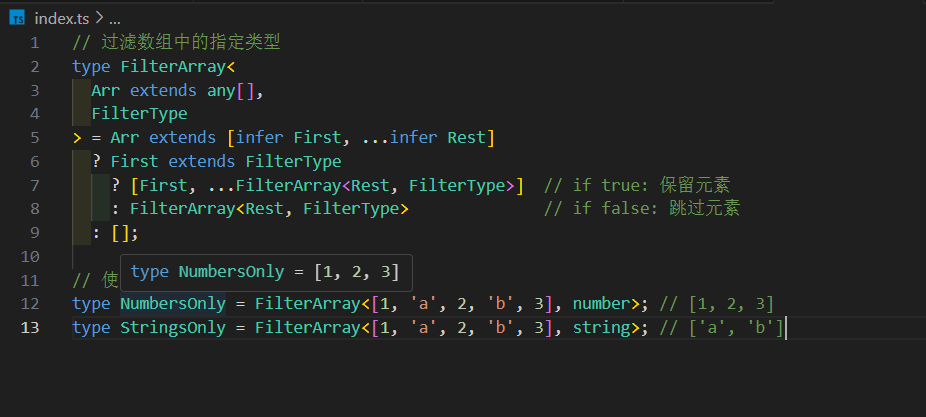 TS index.ts > ...
1 // 过滤数组中的指定类型
2 type FilterArray<
3 Arr extends any[],
4 FilterType
5 > = Arr extends [infer First, ...infer Rest]
6 ? First extends FilterType
7 ? [First, ...FilterArray<Rest, FilterType>] // if true: 保留元素
8 : FilterArray<Rest, FilterType> // if false: 跳过元素
9 : [];
10
type NumbersOnly = [1, 2, 3]
11 // 使
12 type NumbersOnly = FilterArray<[1, 'a', 2, 'b', 3], number>; // [1, 2, 3]
13 type StringsOnly = FilterArray<[1, 'a', 2, 'b', 3], string>; // ['a', 'b']